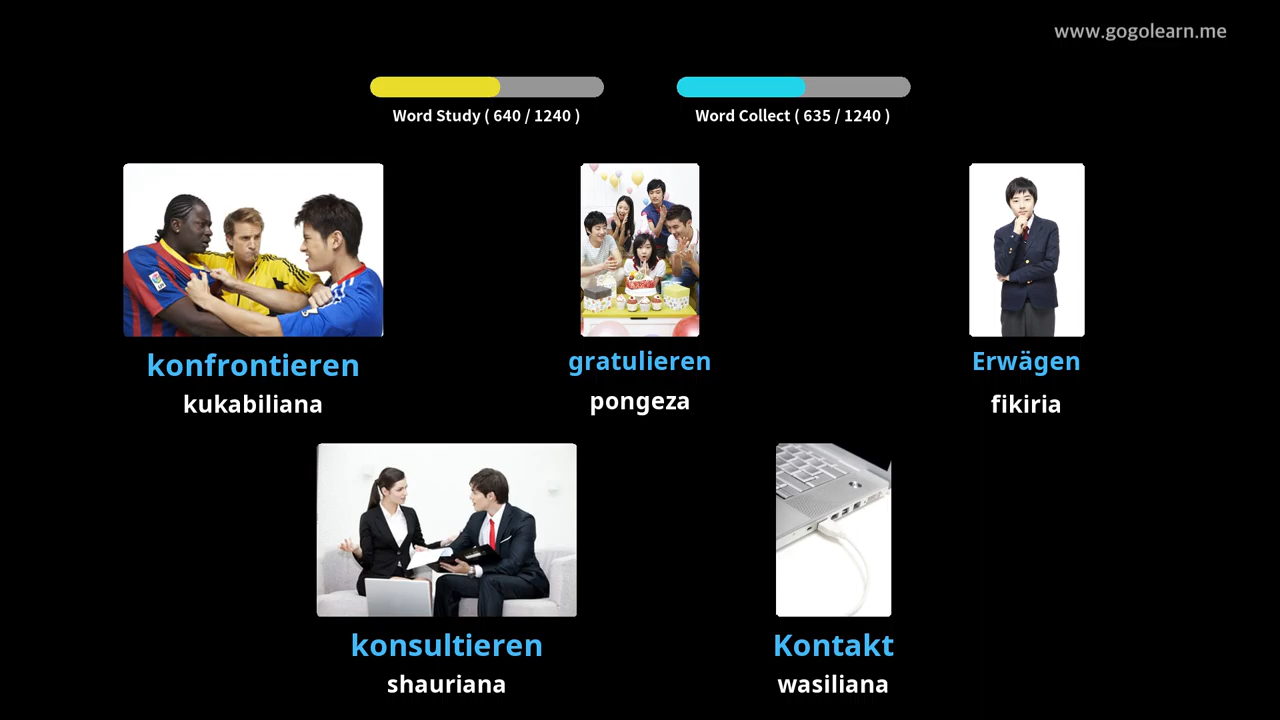 www.gogolearn.me
Word Study ( 640 / 1240 )
Word Collect ( 635 / 1240 )
konfrontieren
kukabiliana
gratulieren
pongeza
Erwägen
fikiria
konsultieren
shauriana
Kontakt
wasiliana